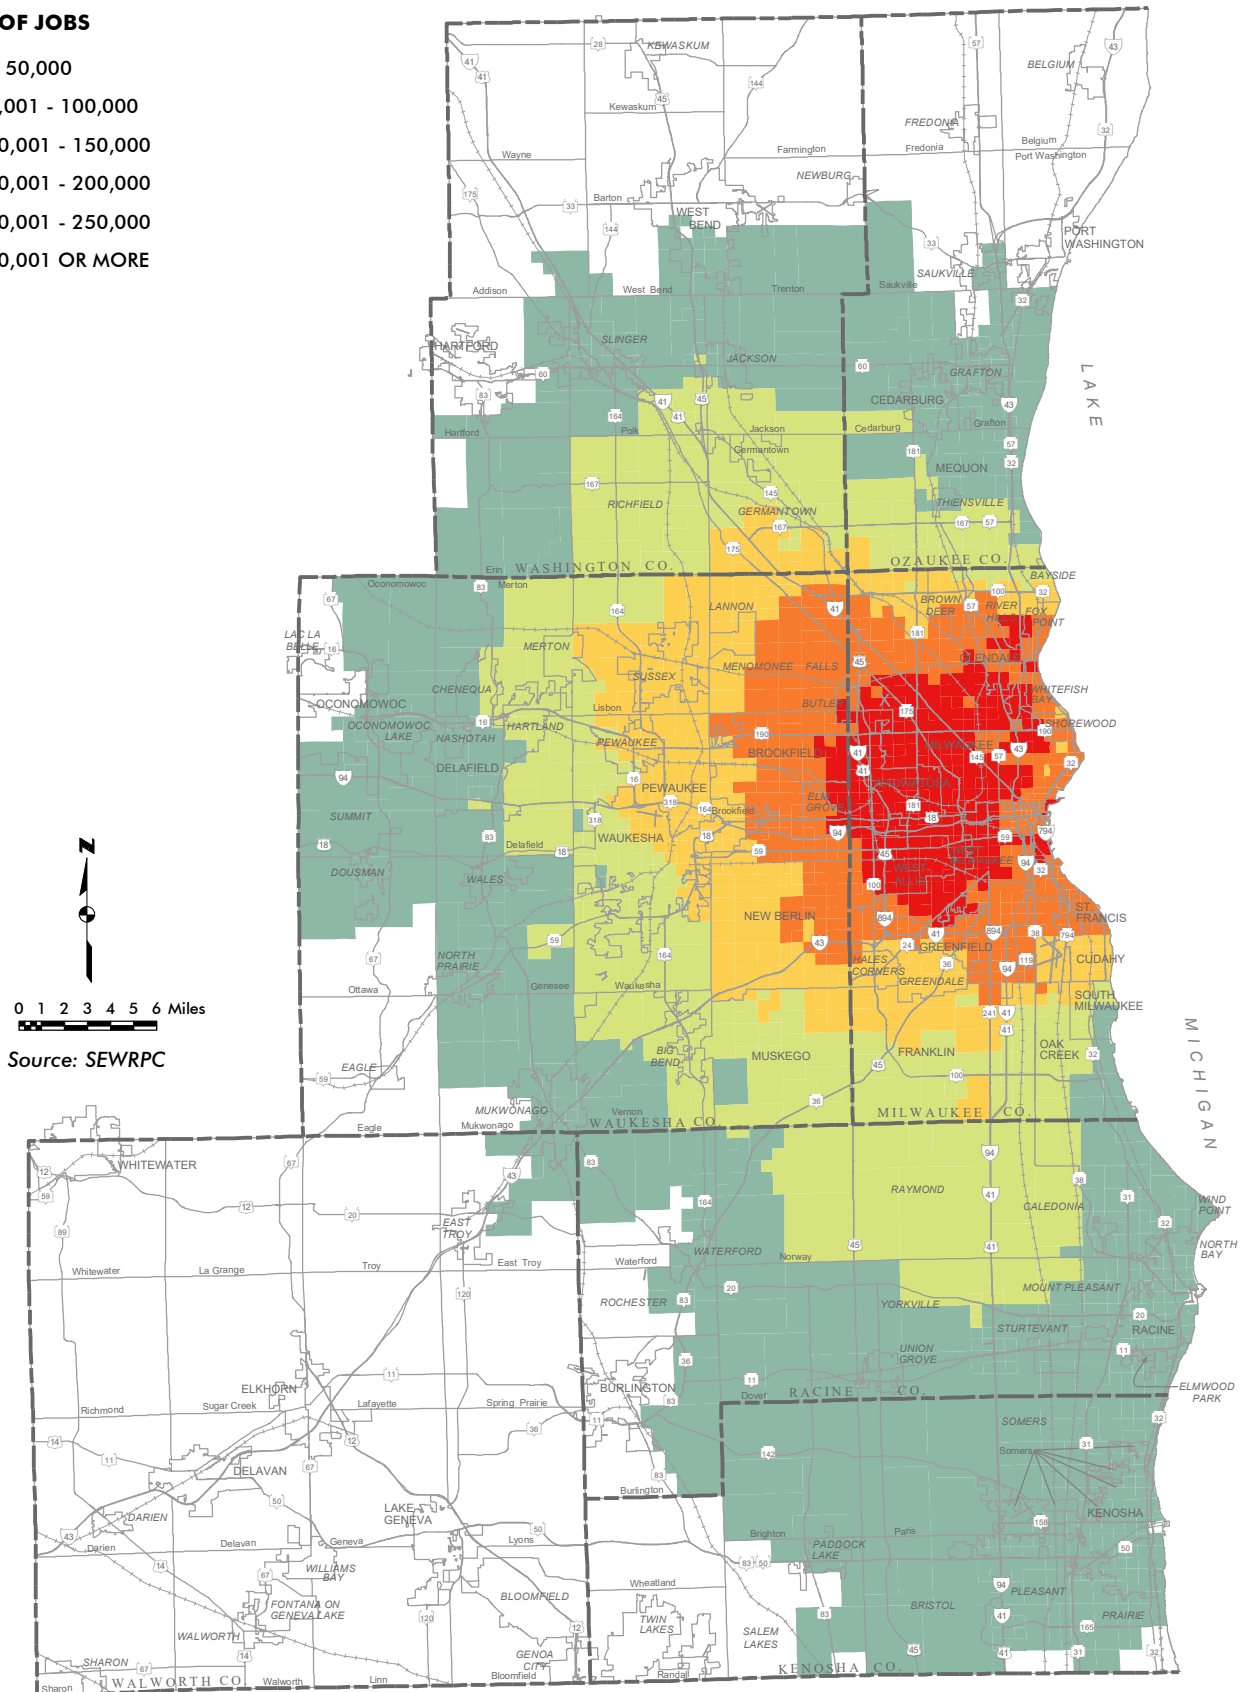 OF JOBS
50,000
,001 - 100,000
0,001 - 150,000
0,001 - 200,000
0,001 - 250,000
0,001 OR MORE
KEWASKUM
BELGIUM
Kewaskum
FREDONIA
Belgium
Wayne
Farmington
Fredonia
Port Washington
NEWBURG
Barton
WEST
BEND
PORT
WASHINGTON
SAUKVILLE
Addison
West Bend
Trenton
Saukville
SLINGER
HARTFORD
JACKSON
GRAFTON
CEDARBURG
LAKE
Hartford
Polk
Jackson
Cedarburg
Grafton
Germantown
MEQUON
RICHFIELD
THIENSVILLE
GERMANTOWN
Erin
WASHINGTON CO.
OZAUKEE CO.
Oconomowoc
Merton
BAYSIDE
LANNON
BROWN
DEER
RIVER
HILLS
FOX
POINT
LAC LA
BELLE
MERTON
MENOMONEE FALLS
GLENDALE
SUSSEX
CHENEQUA
WHITEFISH
BAY
OCONOMOWOC
Lisbon
BUTLER
OCONOMOWOC
LAKE
HARTLAND
SHOREWOOD
NASHOTAH
PEWAUKEE
BROOKFIELD
MILWAUKEE
DELAFIELD
PEWAUKEE
WAUWATOSA
ELM
GROVE
Brookfield
SUMMIT
WAUKESHA
Delafield
WEST
MILWAUKEE
DOUSMAN
WALES
WEST
ALLIS
NEW BERLIN
ST.
FRANCIS
GREENFIELD
NORTH
PRAIRIE
HALES
CORNERS
CUDAHY
GREENDALE
Ottawa
Genesee
Waukesha
SOUTH
MILWAUKEE
N
0 1 2 3 4 5 6 Miles
Source: SEWRPC
MICHIGAN
EAGLE
BIG
BEND
MUSKEGO
FRANKLIN
OAK
CREEK
MUKWONAGO
Vernon
Eagle
Mukwonago
WAUKESHA CO.
MILWAUKEE CO.
WHITEWATER
RAYMOND
CALEDONIA
WIND
POINT
EAST
TROY
NORTH
BAY
WATERFORD
Norway
Whitewater
La Grange
Troy
East Troy
Waterford
ROCHESTER
MOUNT PLEASANT
YORKVILLE
STURTEVANT
RACINE
UNION
GROVE
ELKHORN
BURLINGTON
Dover
RACINE CO.
ELMWOOD
PARK
Richmond
Sugar Creek
Lafayette
Spring Prairie
SOMERS
Somers
DELAVAN
Burlington
LAKE
GENEVA
KENOSHA
DARIEN
Darien
Delavan
Geneva
Lyons
Brighton
Paris
PADDOCK
LAKE
WILLIAMS
BAY
Wheatland
PLEASANT
PRAIRIE
BLOOMFIELD
BRISTOL
FONTANA ON
GENEVA LAKE
TWIN
LAKES
WALWORTH
SALEM
LAKES
GENOA
CITY
SHARON
Sharon
WALWORTH CO.
Walworth
Linn
Bloomfield
Randall
KENOSHA CO.